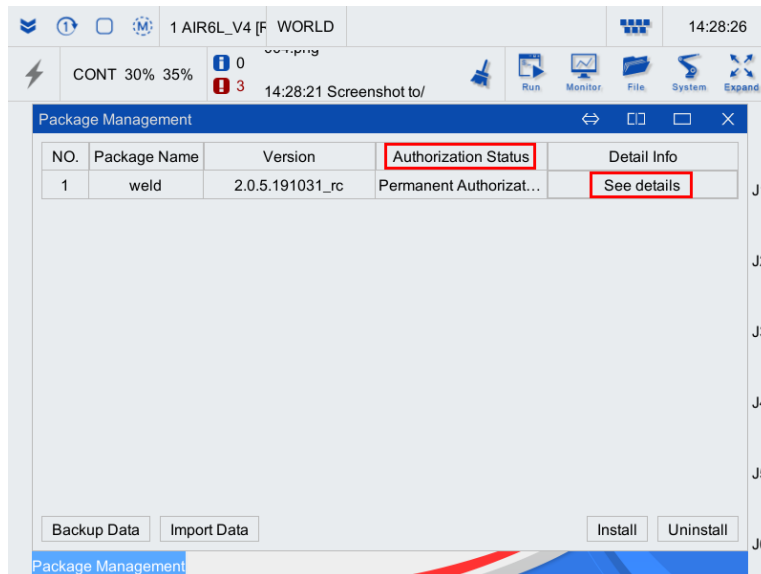 1 M 1 AIR6L_V4 [F WORLD 14:28:26
CONT 30% 35% 0 3
14:28:21 Screenshot to/
Run Monitor File System Expand
Package Management
NO. Package Name Version Authorization Status Detail Info
1 weld 2.0.5.191031_rc Permanent Authorizat... See details
Backup Data Import Data Install Uninstall
Package Management